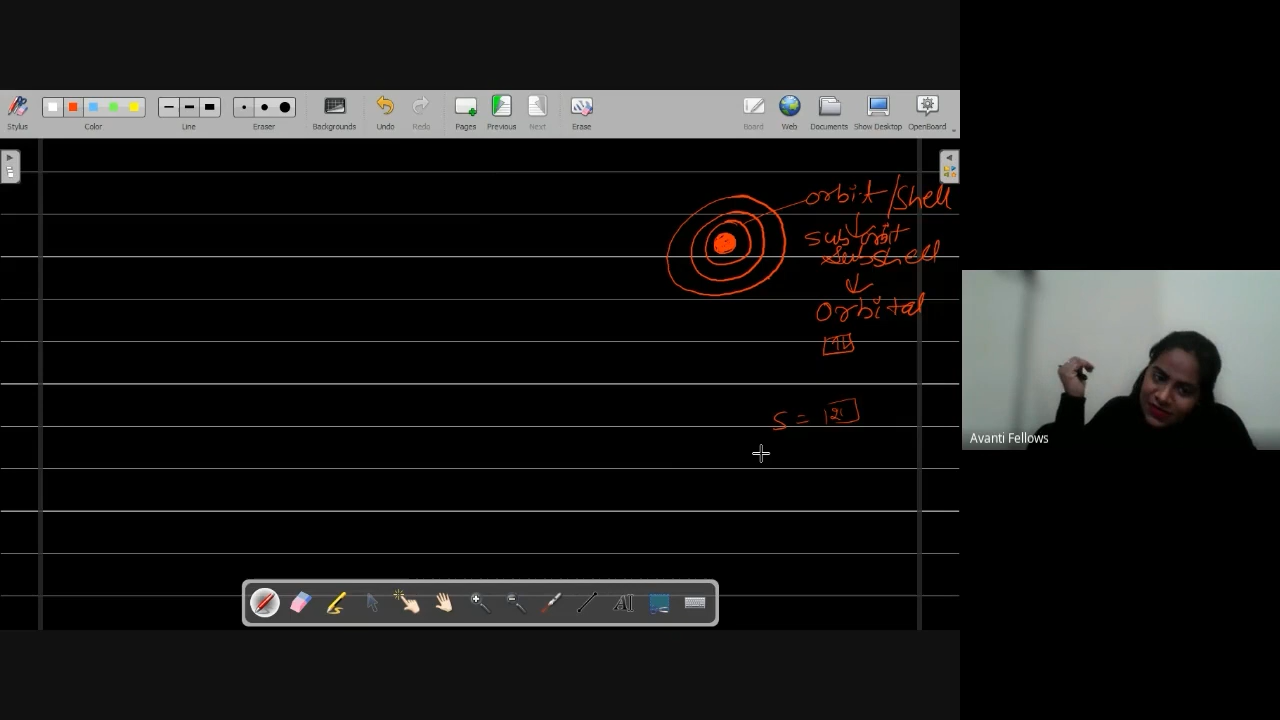 Stylus Color Line Eraser Backgrounds Undo Redo Pages Previous Next Erase Board Web Documents Show Desktop OpenBoard
orbit/shell
sub orbit
subshell
orbital
S =
AI
Avanti Fellows